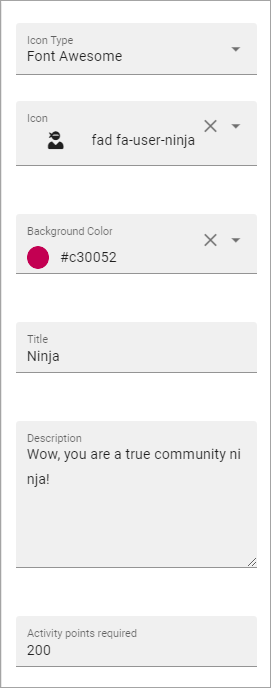 Icon Type
Font Awesome
Icon
fad fa-user-ninja
Background Color
#c30052
Title
Ninja
Description
Wow, you are a true community ni
nja!
Activity points required
200